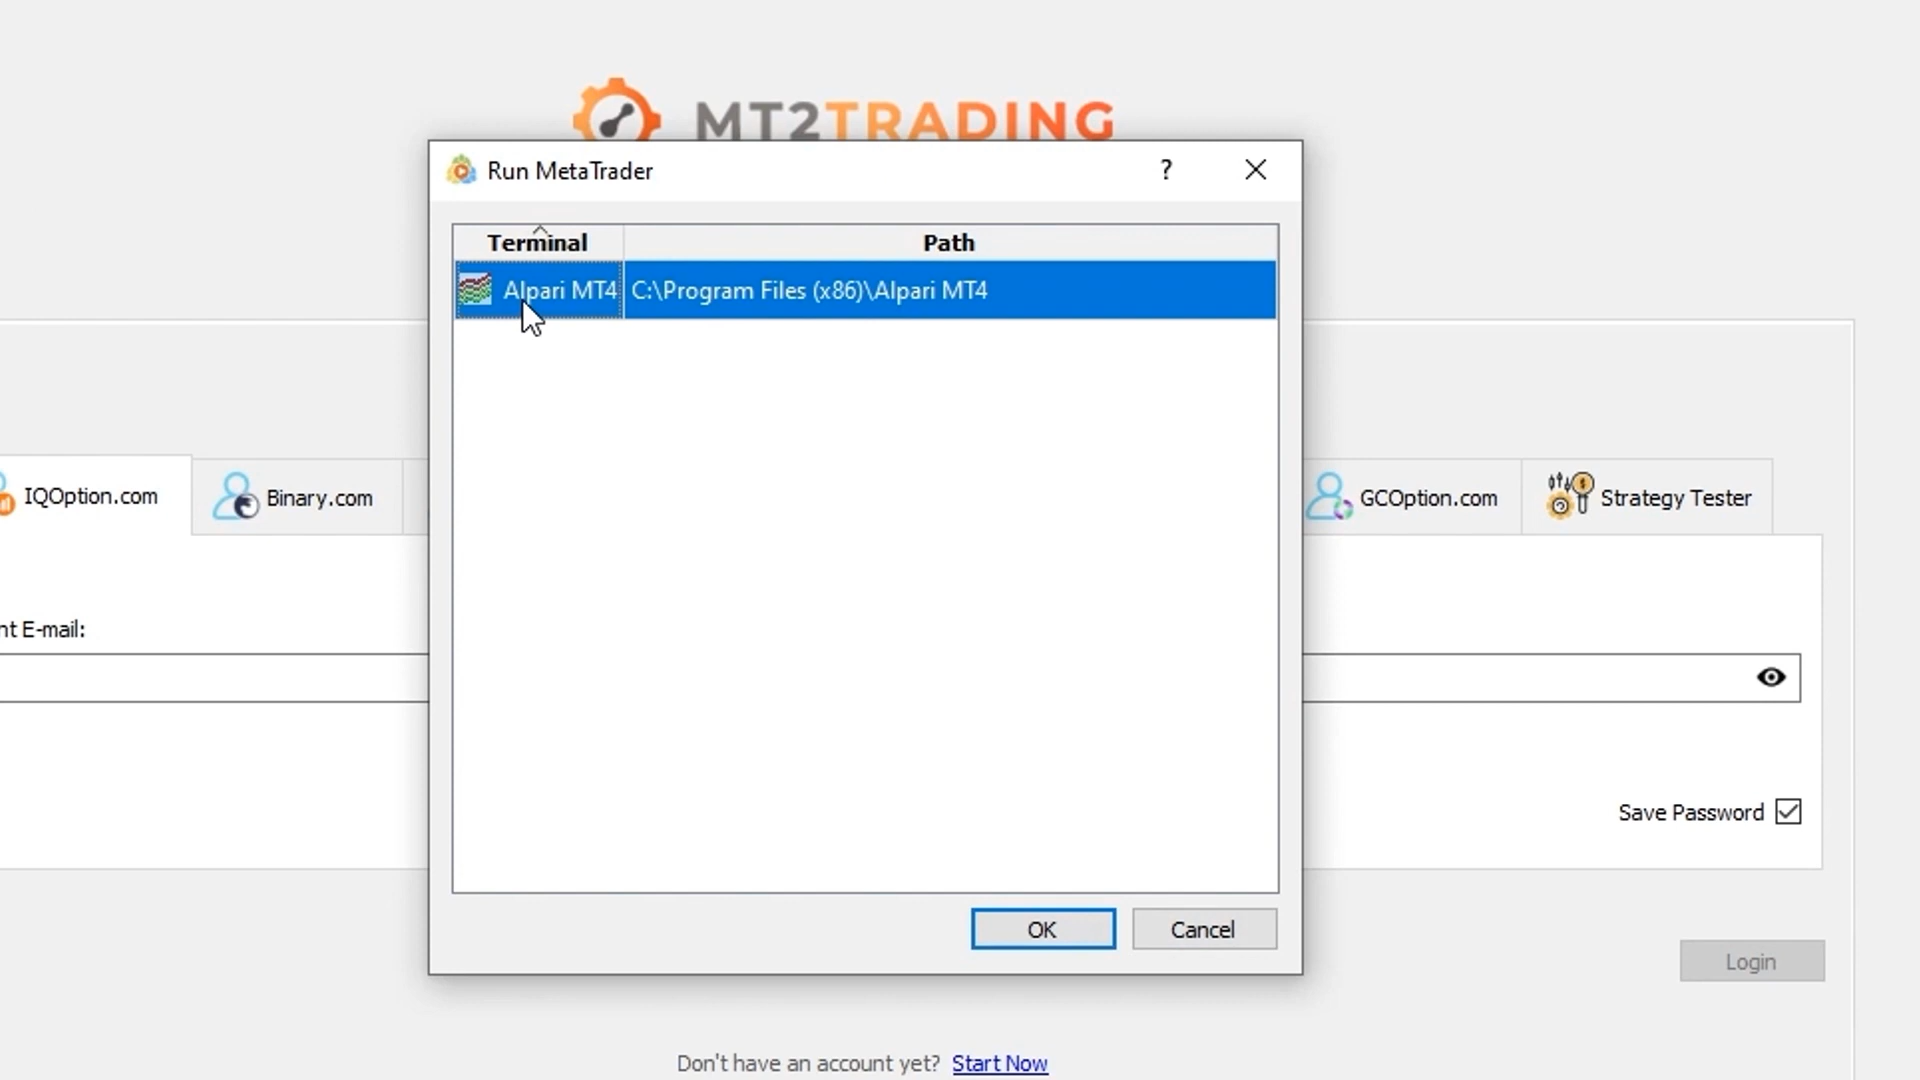 MT2TRADING
Run MetaTrader
?
Terminal Path
Alpari MT4 C:\Program Files (x86)\Alpari MT4
IQOption.com Binary.com GCOption.com Strategy Tester
nt E-mail:
Save Password
OK Cancel
Login
Don't have an account yet? Start Now